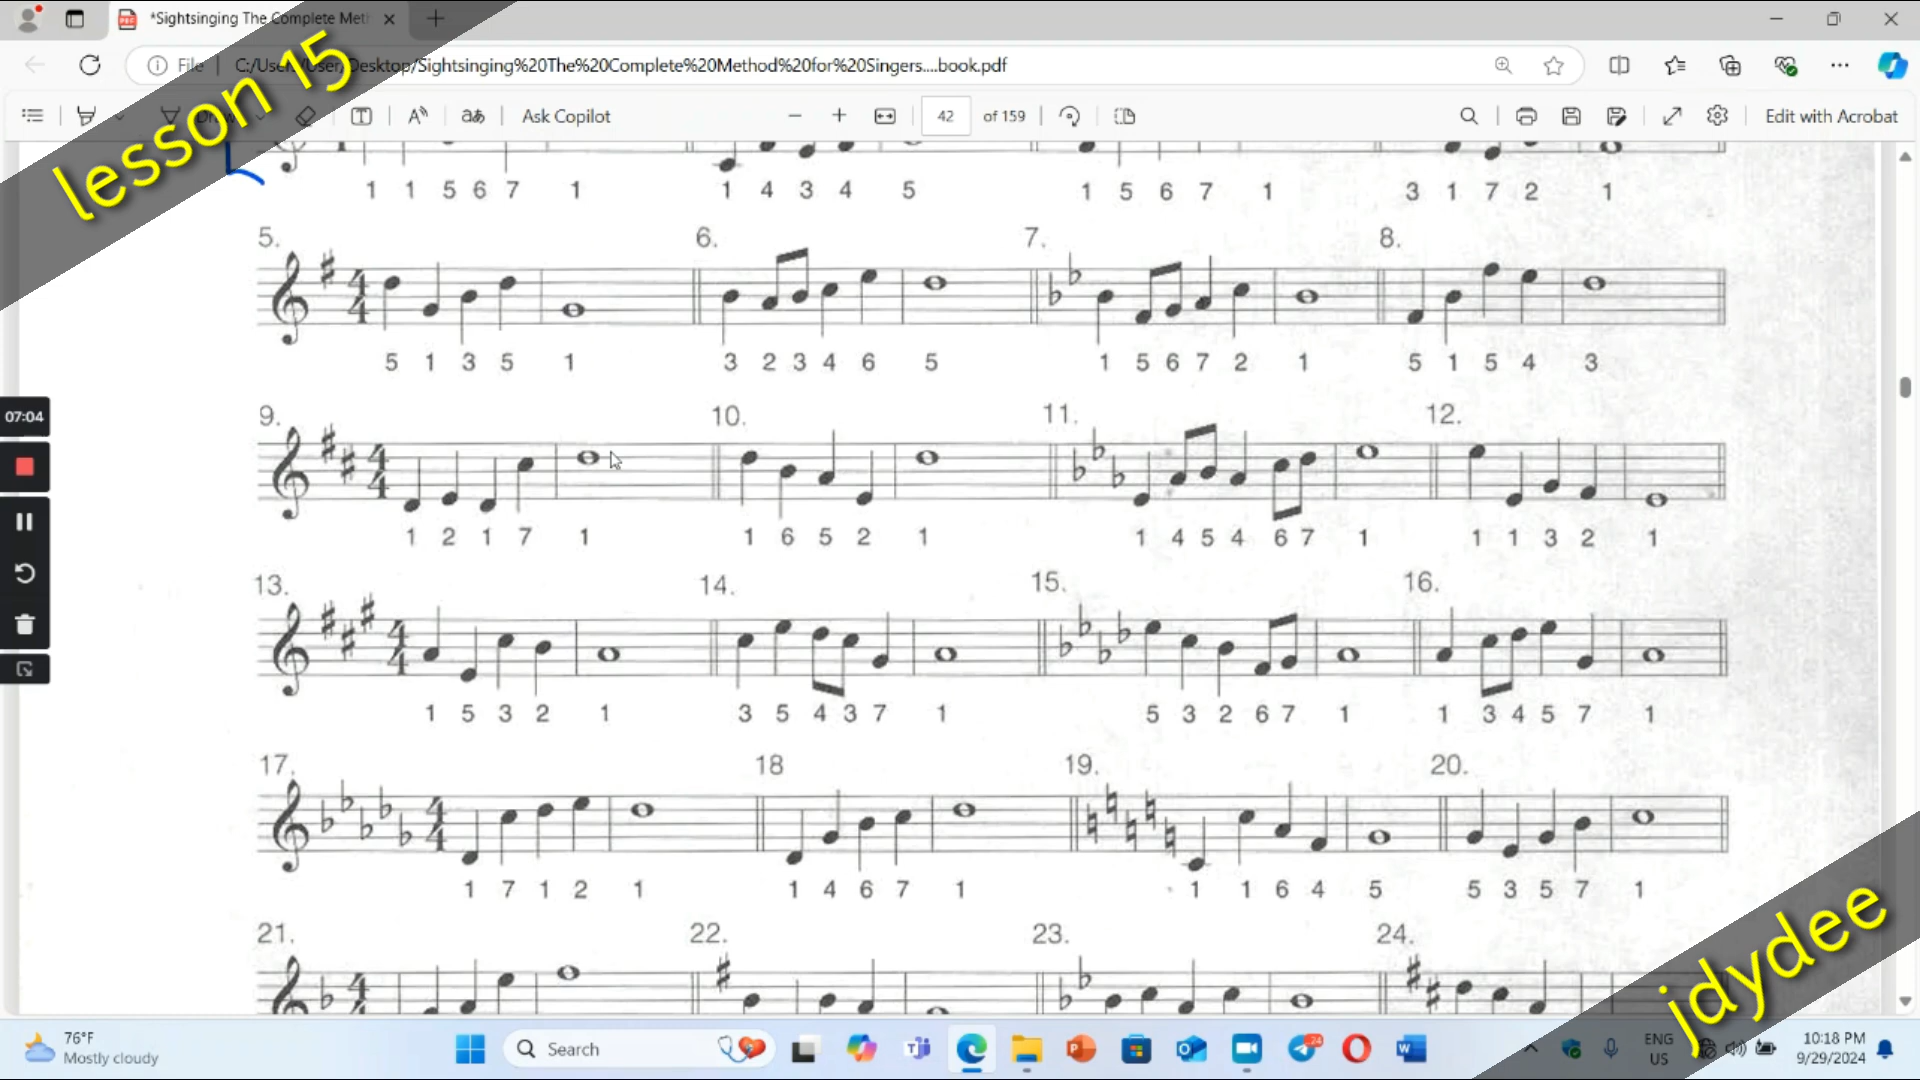 *Sightsinging The Complete Met
File | C:/Users/User/Desktop/Sightsinging%20The%20Complete%20Method%20for%20Singers....book.pdf
Draw Ask Copilot 42 of 159 Edit with Acrobat
lesson 15
1 1 5 6 7 1 1 4 3 4 5 1 5 6 7 1 3 1 7 2 1
5. 6. 7. 8.
5 1 3 5 1 3 2 3 4 6 5 1 5 6 7 2 1 5 1 5 4 3
07:04
9. 10. 11. 12.
1 2 1 7 1 1 6 5 2 1 1 4 5 4 6 7 1 1 1 3 2 1
13. 14. 15. 16.
1 5 3 2 1 3 5 4 3 7 1 5 3 2 6 7 1 1 3 4 5 7 1
17. 18 19. 20.
1 7 1 2 1 1 4 6 7 1 1 1 6 4 5 5 3 5 7 1
21. 22. 23. 24.
jdydee
76°F
Mostly cloudy
Search
24
ENG
US
10:18 PM
9/29/2024